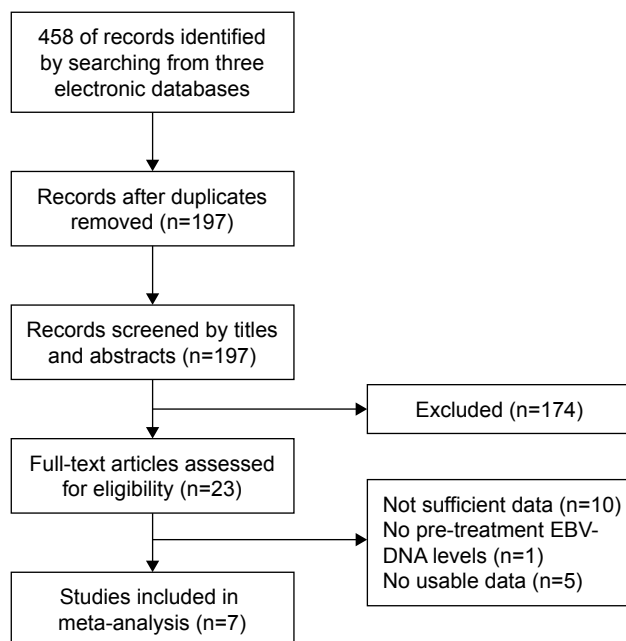 458 of records identified
by searching from three
electronic databases
Records after duplicates
removed (n=197)
Records screened by titles
and abstracts (n=197)
Excluded (n=174)
Full-text articles assessed
for eligibility (n=23)
Not sufficient data (n=10)
No pre-treatment EBV-
DNA levels (n=1)
No usable data (n=5)
Studies included in
meta-analysis (n=7)